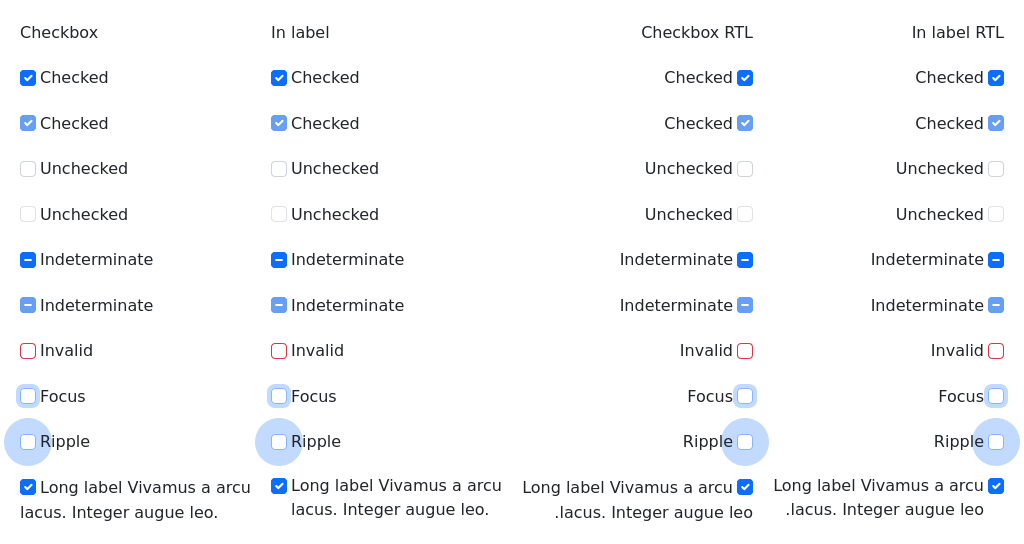 Checkbox In label Checkbox RTL In label RTL
Checked Checked Checked Checked
Checked Checked Checked Checked
Unchecked Unchecked Unchecked Unchecked
Unchecked Unchecked Unchecked Unchecked
Indeterminate Indeterminate Indeterminate Indeterminate
Indeterminate Indeterminate Indeterminate Indeterminate
Invalid Invalid Invalid Invalid
Focus Focus Focus Focus
Ripple Ripple Ripple Ripple
Long label Vivamus a arcu Long label Vivamus a arcu Long label Vivamus a arcu Long label Vivamus a arcu
lacus. Integer augue leo. lacus. Integer augue leo. .lacus. Integer augue leo .lacus. Integer augue leo